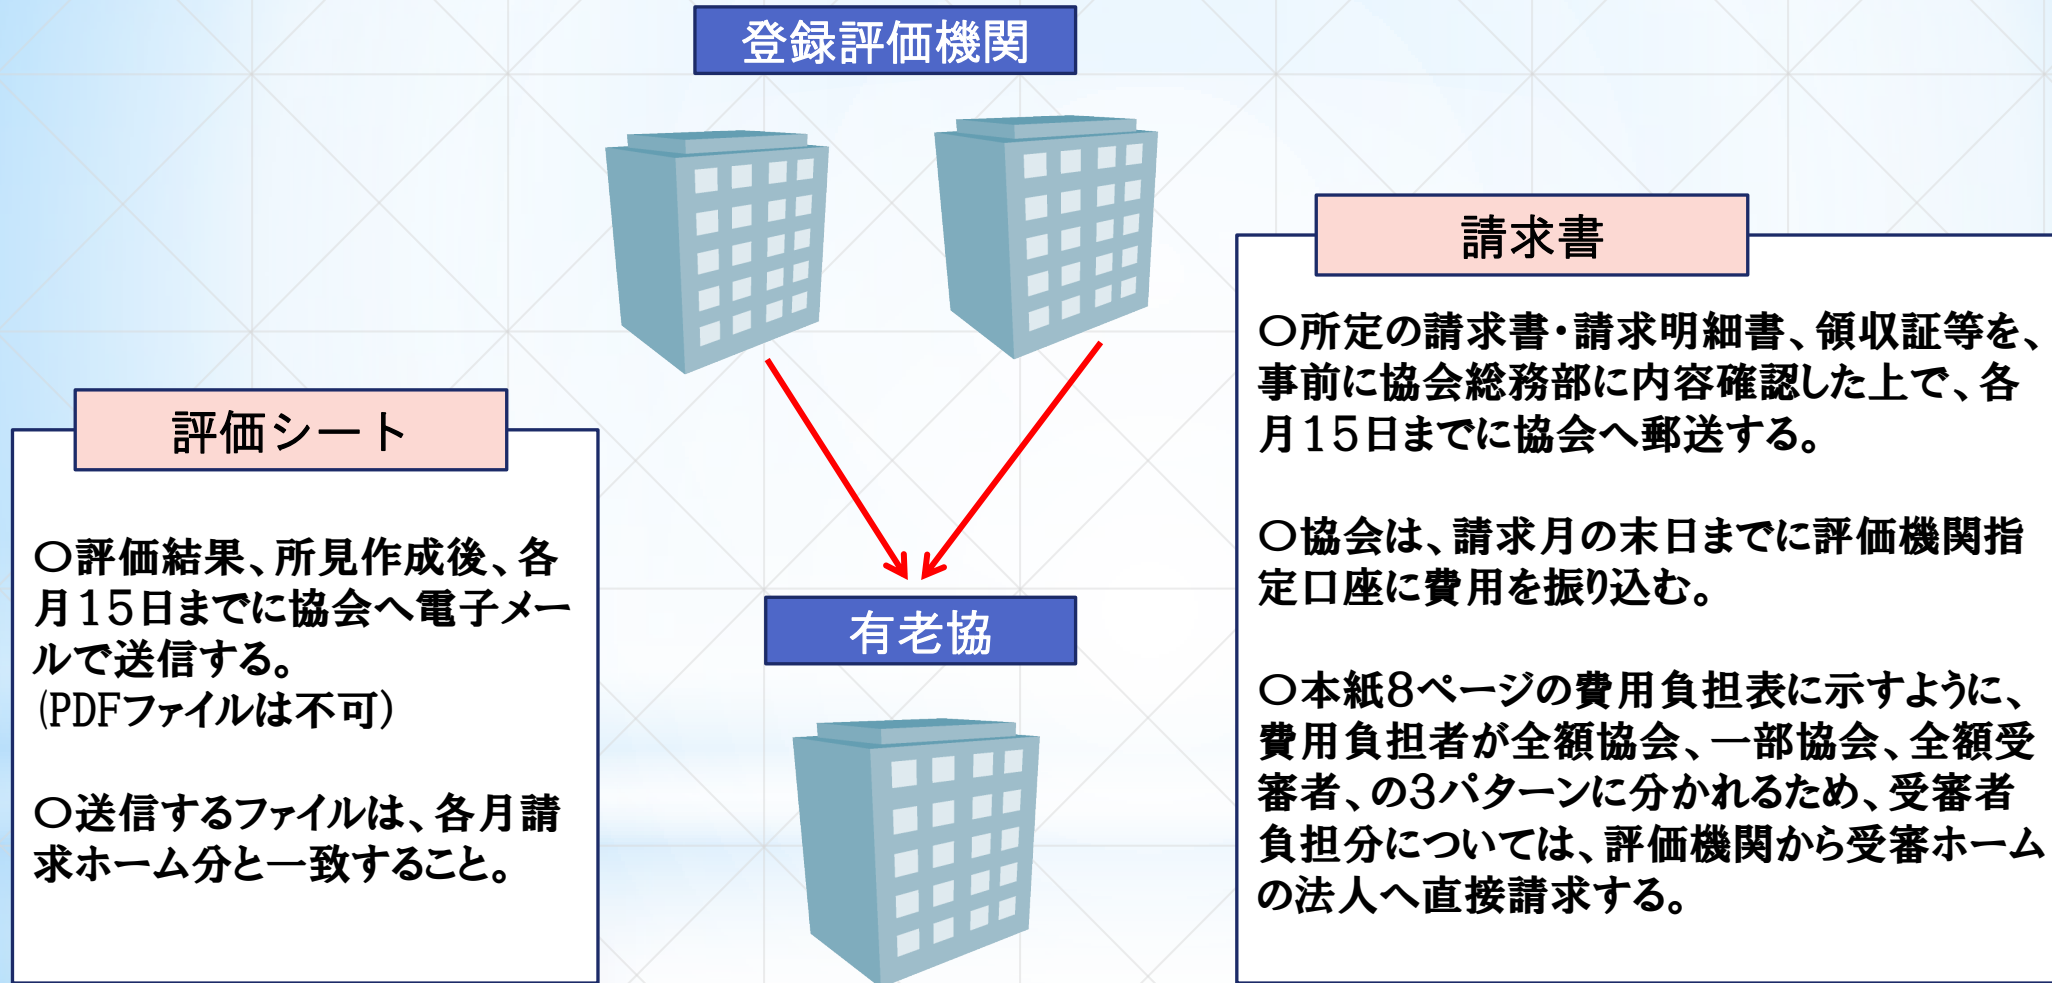 登録評価機関
評価シート
〇評価結果、所見作成後、各
月15日までに協会へ電子メー
ルで送信する。
(PDFファイルは不可)
〇送信するファイルは、各月請
求ホーム分と一致すること。
有老協
請求書
〇所定の請求書・請求明細書、領収証等を、
事前に協会総務部に内容確認した上で、各
月15日までに協会へ郵送する。
〇協会は、請求月の末日までに評価機関指
定口座に費用を振り込む。
〇本紙8ページの費用負担表に示すように、
費用負担者が全額協会、一部協会、全額受
審者、の3パターンに分かれるため、受審者
負担分については、評価機関から受審ホーム
の法人へ直接請求する。